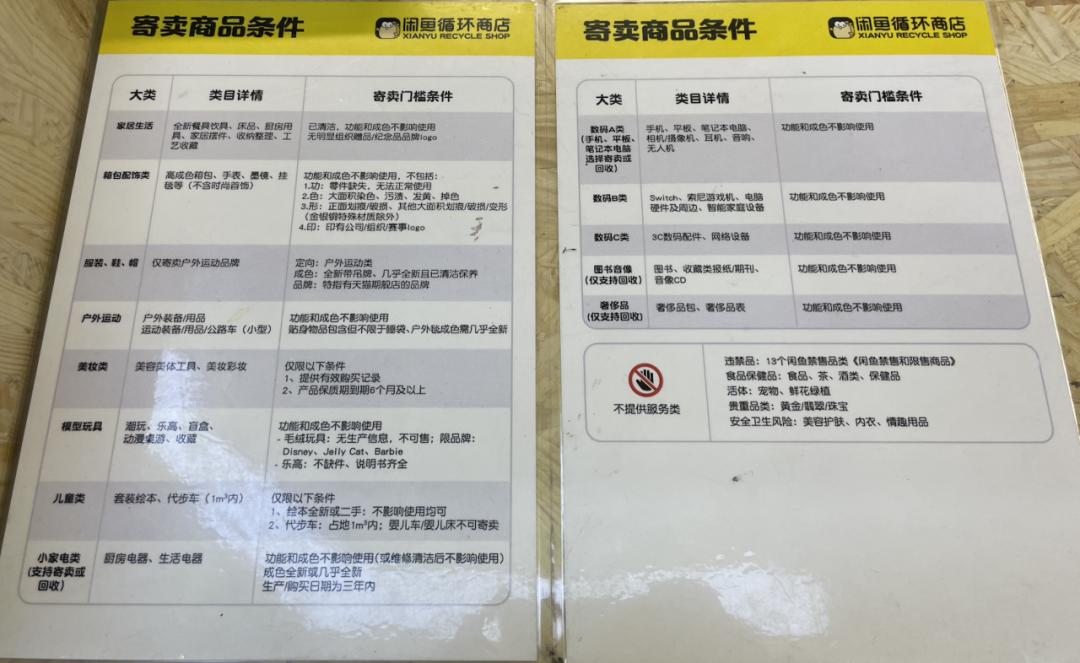 寄卖商品条件
闲鱼循环商店
XIANYU RECYCLE SHOP
大类 类目详情 寄卖门槛条件
家居生活 全新餐具饮具、床品、厨房用
具、家居摆件、收纳整理、工
艺收藏
已清洁，功能和成色不影响使用
无明显组织赠品/纪念品品牌logo
箱包配饰类 高成色箱包、手表、墨镜、挂
毯等（不含时尚首饰）
功能和成色不影响使用，不包括：
1.功：零件缺失，无法正常使用
2.色：大面积染色、污渍、发黄、掉色
3.形：正面划痕/破损、其他大面积划痕/破损/变形
（金银铜特殊材质除外）
4.印：印有公司/组织/赛事logo
服装、鞋、帽 仅寄卖户外运动品牌
定向：户外运动类
成色：全新带吊牌、几乎全新且已清洁保养
品牌：特指有天猫旗舰店的品牌
户外运动 户外装备/用品
运动装备/用品/公路车（小型）
功能和成色不影响使用
贴身物品包含但不限于睡袋、户外毯成色需几乎全新
美妆类 美容美体工具、美妆彩妆
仅限以下条件
1、提供有效购买记录
2、产品保质期到期6个月及以上
模型玩具 潮玩、乐高、盲盒、
动漫桌游、收藏
功能和成色不影响使用
- 毛绒玩具：无生产信息，不可售；限品牌：
Disney、Jelly Cat、Barbie
- 乐高：不缺件、说明书齐全
儿童类 套装绘本、代步车（1m³内）
仅限以下条件
1、绘本全新或二手：不影响使用均可
2、代步车：占地1m³内；婴儿车/婴儿床不可寄卖
小家电类
(支持寄卖或
回收)
厨房电器、生活电器
功能和成色不影响使用(或维修清洁后不影响使用)
成色全新或几乎全新
生产/购买日期为三年内
寄卖商品条件
闲鱼循环商店
XIANYU RECYCLE SHOP
大类 类目详情 寄卖门槛条件
数码A类
(手机、平板、
笔记本电脑
选择寄卖或
回收)
手机、平板、笔记本电脑、
相机/摄像机、耳机、音响、
无人机
功能和成色不影响使用
数码B类 Switch、索尼游戏机、电脑
硬件及周边、智能家庭设备
功能和成色不影响使用
数码C类 3C数码配件、网络设备 功能和成色不影响使用
图书音像
(仅支持回收)
图书、收藏类报纸/期刊、
音像CD
功能和成色不影响使用
奢侈品
(仅支持回收)
奢侈品包、奢侈品表 功能和成色不影响使用
不提供服务类
违禁品：13个闲鱼禁售品类《闲鱼禁售和限售商品》
食品保健品：食品、茶、酒类、保健品
活体：宠物、鲜花绿植
贵重品类：黄金/翡翠/珠宝
安全卫生风险：美容护肤、内衣、情趣用品